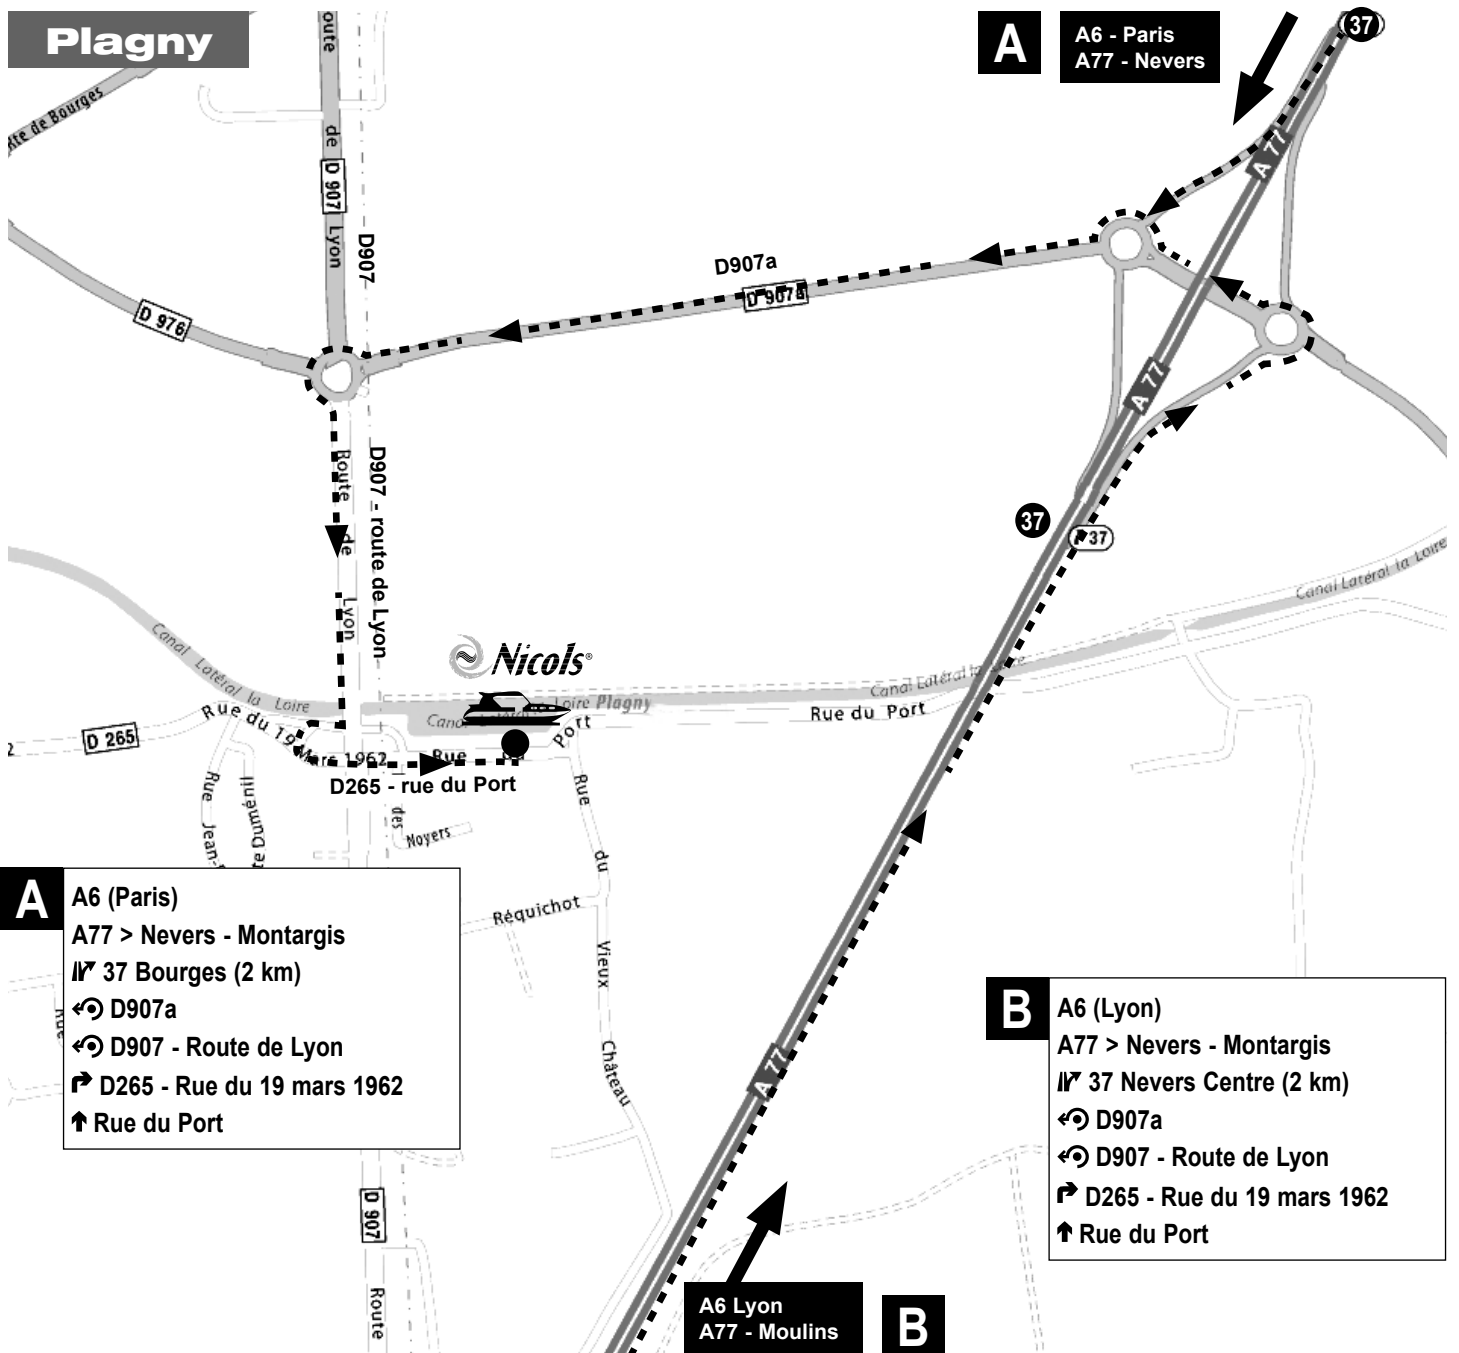 Plagny
A
A6 - Paris
A77 - Nevers
37
Route
de
Lyon
D 907
D907
Rte de Bourges
A 77
D907a
D 907a
D 976
A 77
Route
de
Lyon
D907 - route de Lyon
37
37
Canal Latéral la Loire
Canal Latéral la Loire
Nicols®
Canal Latéral la Loire
Canal Latéral la Loire Plagny
Rue du Port
D 265
2
Rue du 19 Mars 1962
Rue du Port
D265 - rue du Port
Rue Jean-
Duménil
des
Noyers
Rue
du
Vieux
Château
Réquichot
A
A6 (Paris)
A77 > Nevers - Montargis
37 Bourges (2 km)
D907a
D907 - Route de Lyon
D265 - Rue du 19 mars 1962
Rue du Port
Rue
B
A6 (Lyon)
A77 > Nevers - Montargis
37 Nevers Centre (2 km)
D907a
D907 - Route de Lyon
D265 - Rue du 19 mars 1962
Rue du Port
A 77
D 907
Route
A6 Lyon
A77 - Moulins
B